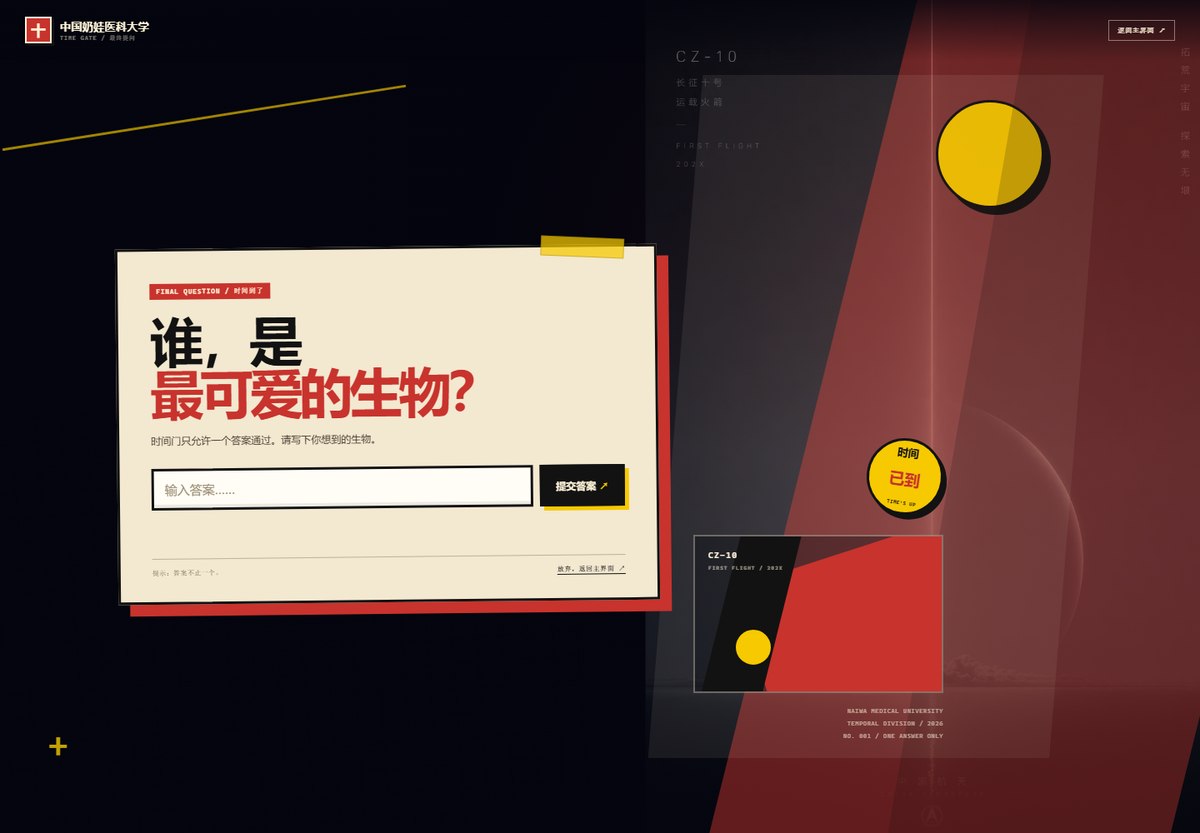 中国奶娃医科大学
TIME GATE / 最终提问
返回主界面 ↗
CZ-10
长征十号
运载火箭
—
FIRST FLIGHT
202X
拓荒宇宙 探索无垠
FINAL QUESTION / 时间到了
谁，是
最可爱的生物？
时间门只允许一个答案通过。请写下你想到的生物。
输入答案……
提交答案 ↗
提示：答案不止一个。
放弃，返回主界面 ↗
时间
已到
TIME'S UP
CZ-10
FIRST FLIGHT / 202X
NAIWA MEDICAL UNIVERSITY
TEMPORAL DIVISION / 2026
NO. 001 / ONE ANSWER ONLY